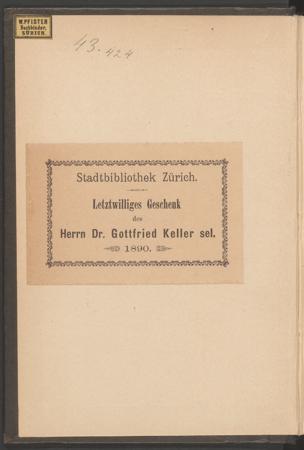 W. PFISTER
Buchbinder,
ZÜRICH.
43.424
Stadtbibliothek Zürich.
Letztwilliges Geschenk
des
Herrn Dr. Gottfried Keller sel.
1890.